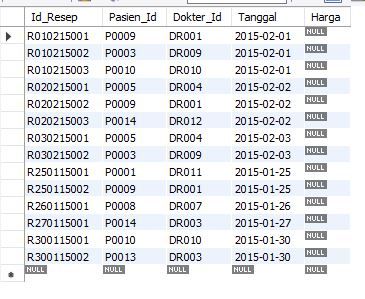 Id_Resep Pasien_Id Dokter_Id Tanggal Harga
R010215001 P0009 DR001 2015-02-01 NULL
R010215002 P0003 DR009 2015-02-01 NULL
R010215003 P0010 DR010 2015-02-01 NULL
R020215001 P0005 DR004 2015-02-02 NULL
R020215002 P0009 DR001 2015-02-02 NULL
R020215003 P0014 DR012 2015-02-02 NULL
R030215001 P0005 DR004 2015-02-03 NULL
R030215002 P0003 DR009 2015-02-03 NULL
R250115001 P0001 DR011 2015-01-25 NULL
R250115002 P0009 DR001 2015-01-25 NULL
R260115001 P0008 DR007 2015-01-26 NULL
R270115001 P0014 DR003 2015-01-27 NULL
R300115001 P0010 DR010 2015-01-30 NULL
R300115002 P0013 DR003 2015-01-30 NULL
NULL NULL NULL NULL NULL